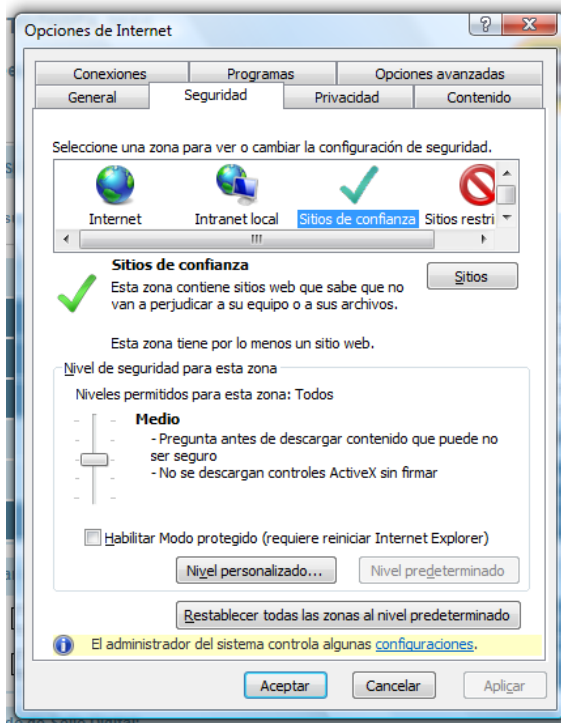 Opciones de Internet
Conexiones Programas Opciones avanzadas
General Seguridad Privacidad Contenido
Seleccione una zona para ver o cambiar la configuración de seguridad.
Internet Intranet local Sitios de confianza Sitios restri
Sitios de confianza
Sitios
Esta zona contiene sitios web que sabe que no
van a perjudicar a su equipo o a sus archivos.
Esta zona tiene por lo menos un sitio web.
Nivel de seguridad para esta zona
Niveles permitidos para esta zona: Todos
Medio
- Pregunta antes de descargar contenido que puede no
ser seguro
- No se descargan controles ActiveX sin firmar
Habilitar Modo protegido (requiere reiniciar Internet Explorer)
Nivel personalizado... Nivel predeterminado
Restablecer todas las zonas al nivel predeterminado
El administrador del sistema controla algunas configuraciones.
Aceptar Cancelar Aplicar